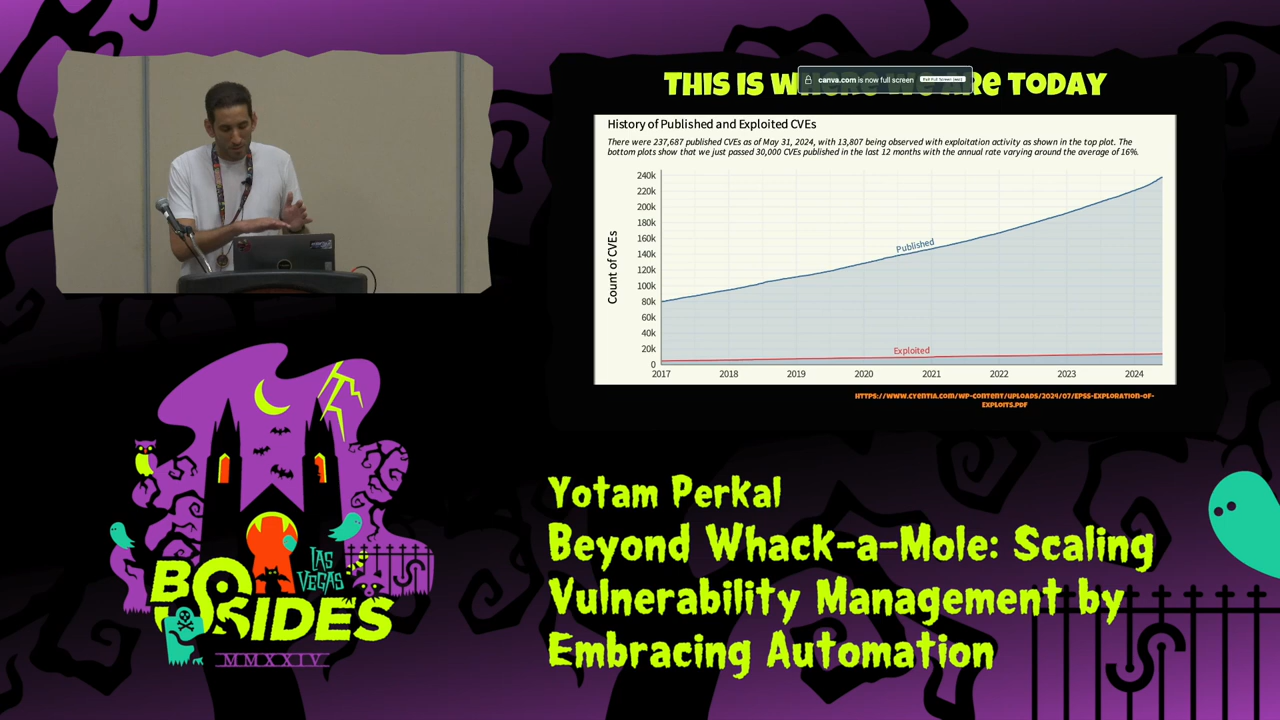 THIS IS WHERE WE ARE TODAY
canva.com is now full screen
History of Published and Exploited CVEs
There were 237,687 published CVEs as of May 31, 2024, with 13,807 being observed with exploitation activity as shown in the top plot. The
bottom plots show that we just passed 30,000 CVEs published in the last 12 months with the annual rate varying around the average of 16%.
Count of CVEs
240k
220k
200k
180k
160k
140k
120k
100k
80k
60k
40k
20k
0
Published
Exploited
2017 2018 2019 2020 2021 2022 2023 2024
HTTPS://WWW.CYENTIA.COM/WP-CONTENT/UPLOADS/2024/07/EPSS-EXPLORATION-OF-
EXPLOITS.PDF
LAS
VEGAS
BSIDES
MMXXIV
Yotam Perkal
Beyond Whack-a-Mole: Scaling
Vulnerability Management by
Embracing Automation